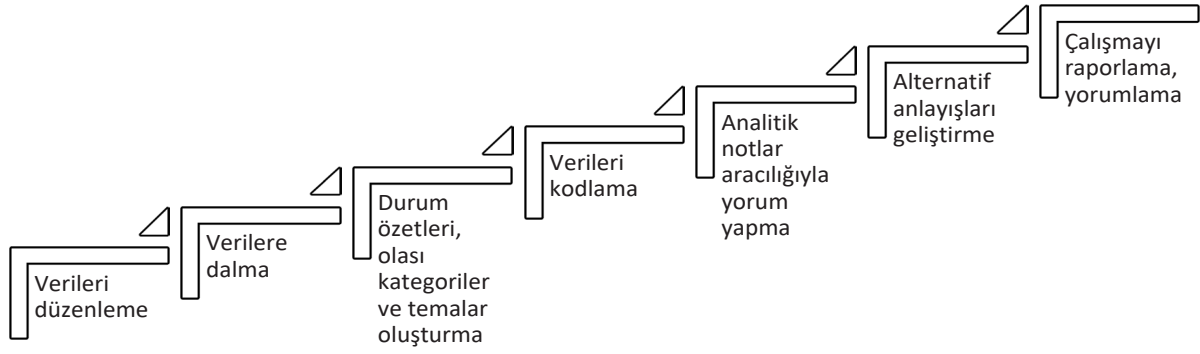 Verileri
düzenleme
Verilere
dalma
Durum
özetleri,
olası
kategoriler
ve temalar
oluşturma
Verileri
kodlama
Analitik
notlar
aracılığıyla
yorum
yapma
Alternatif
anlayışları
geliştirme
Çalışmayı
raporlama,
yorumlama